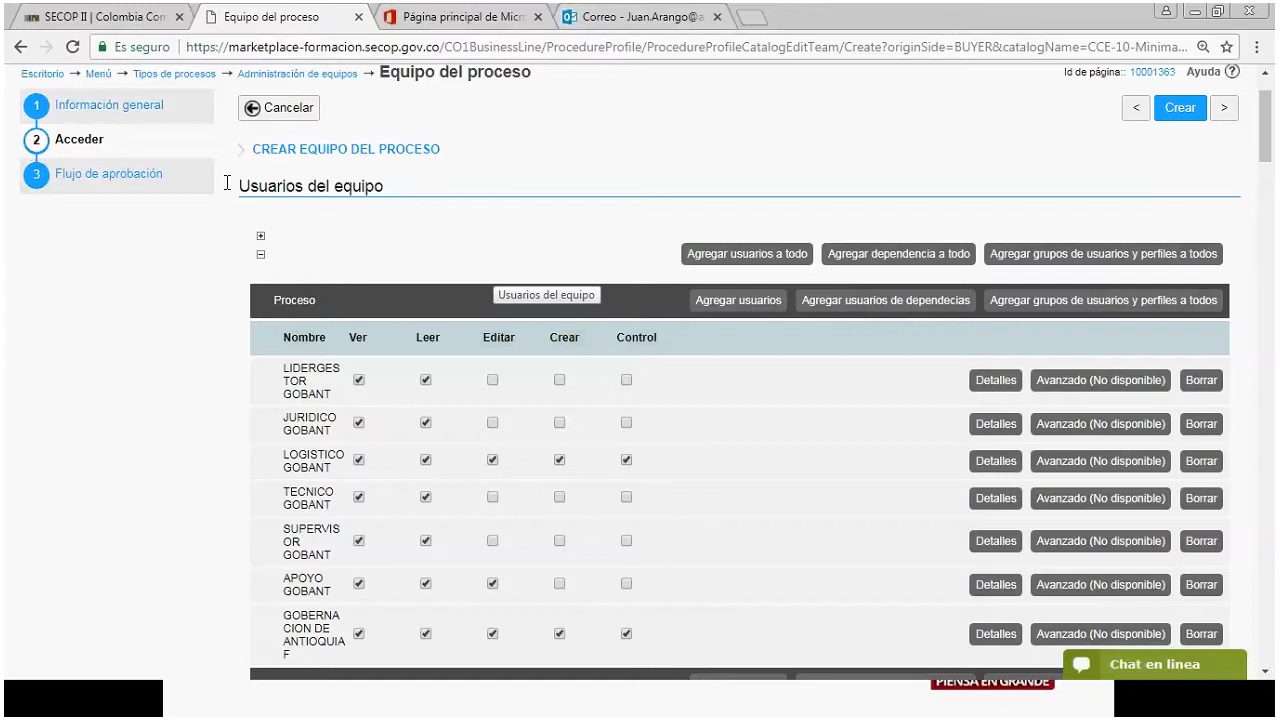 SECOP II | Colombia Con
Equipo del proceso
Página principal de Micr
Correo - Juan.Arango@a
Es seguro
https://marketplace-formacion.secop.gov.co/CO1BusinessLine/ProcedureProfile/ProcedureProfileCatalogEditTeam/Create?originSide=BUYER&catalogName=CCE-10-Minima...
Escritorio → Menú → Tipos de procesos → Administración de equipos → Equipo del proceso
Id de página:: 10001363 Ayuda ?
1 Información general
2 Acceder
3 Flujo de aprobación
Cancelar
< Crear >
CREAR EQUIPO DEL PROCESO
Usuarios del equipo
Agregar usuarios a todo Agregar dependencia a todo Agregar grupos de usuarios y perfiles a todos
Usuarios del equipo
Proceso Agregar usuarios Agregar usuarios de dependecias Agregar grupos de usuarios y perfiles a todos
Nombre Ver Leer Editar Crear Control
LIDERGES
TOR
GOBANT
Detalles Avanzado (No disponible) Borrar
JURIDICO
GOBANT
Detalles Avanzado (No disponible) Borrar
LOGISTICO
GOBANT
Detalles Avanzado (No disponible) Borrar
TECNICO
GOBANT
Detalles Avanzado (No disponible) Borrar
SUPERVIS
OR
GOBANT
Detalles Avanzado (No disponible) Borrar
APOYO
GOBANT
Detalles Avanzado (No disponible) Borrar
GOBERNA
CION DE
ANTIOQUIA
F
Detalles Avanzado (No disponible) Borrar
Chat en linea
PIENSA EN GRANDE